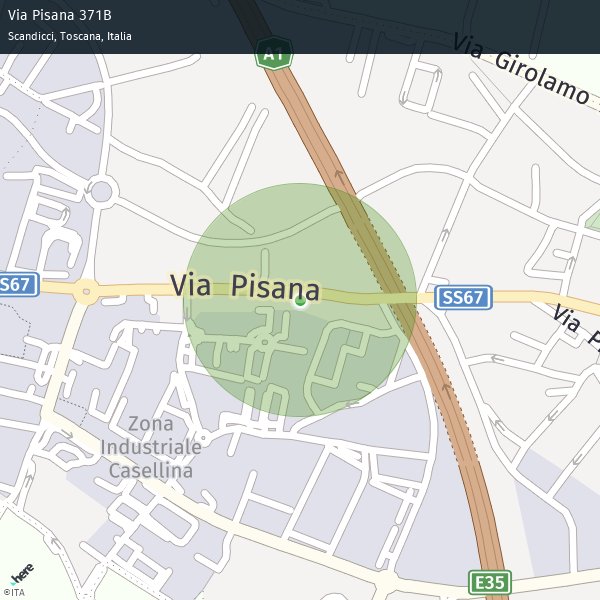 Via Pisana 371B
Scandicci, Toscana, Italia
A1
Via Girolamo
Via Pisana
SS67
SS67
Via Pi
Zona
Industriale
Casellina
here
©ITA
E35